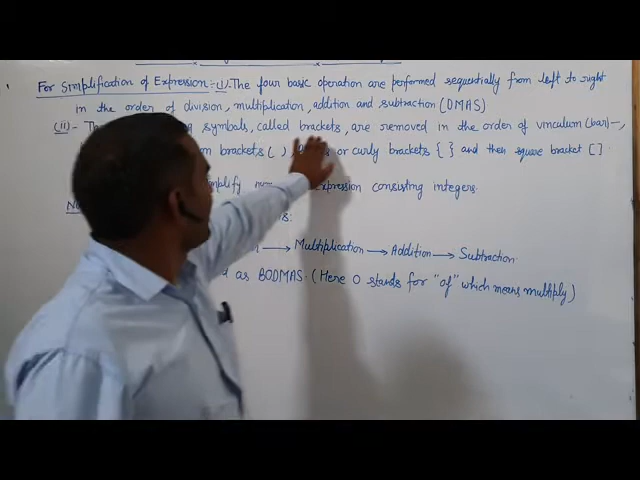 For Simplification of Expression:- (i). The four basic operation are performed sequentially from left to right
in the order of division, multiplication, addition and subtraction (DMAS)
(ii)- The symbols, called brackets, are removed in the order of vinculum (bar) —,
brackets ( ), or curly brackets { } and then square bracket [ ].
simplify expression consisting integers.
→ Multiplication → Addition → Subtraction
as BODMAS. (Here O stands for "of" which means multiply)